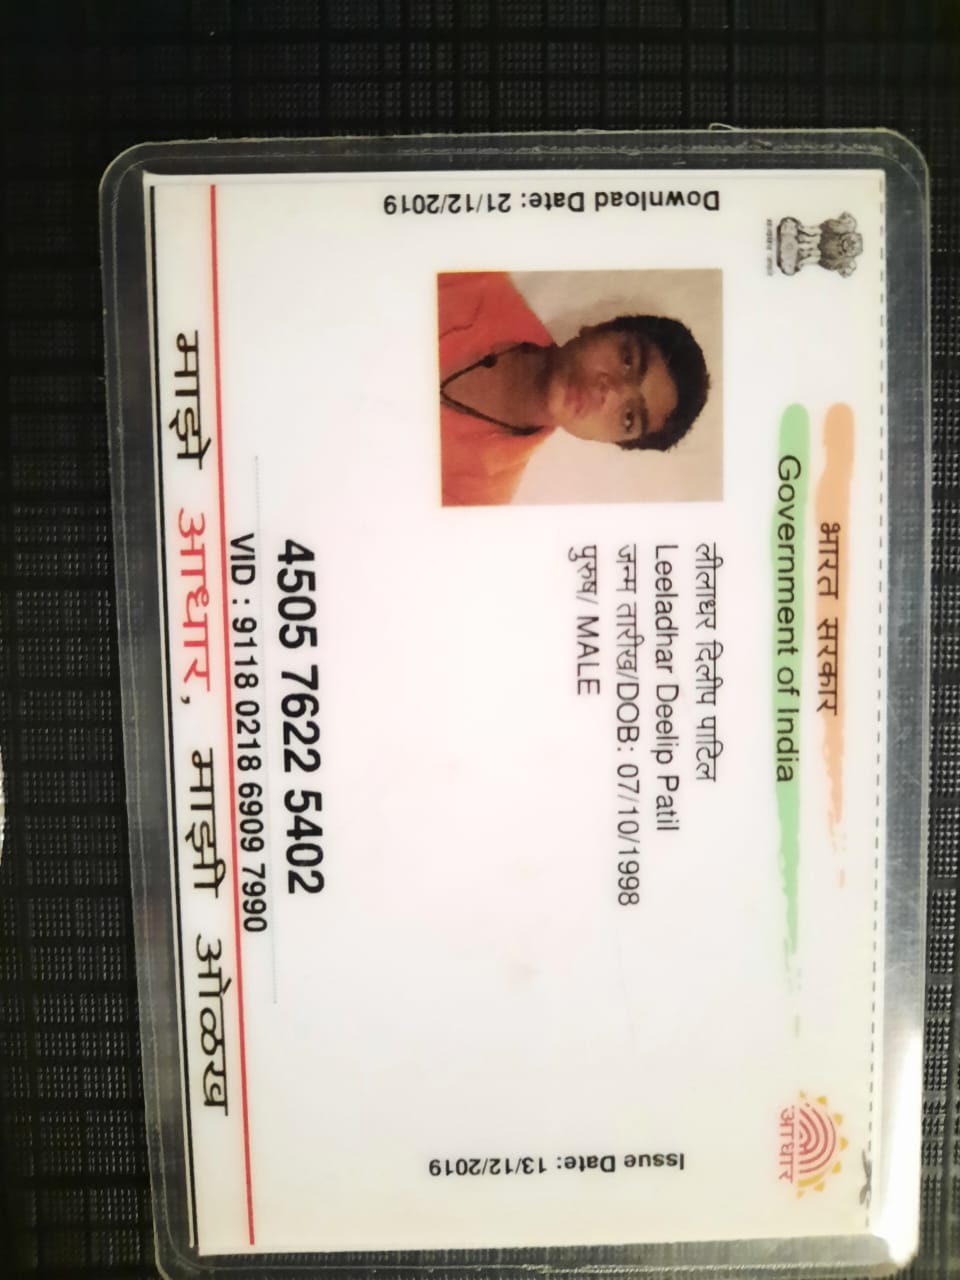 भारत सरकार
Government of India
Download Date: 21/12/2019
लीलाधर दिलीप पाटिल
Leeladhar Deelip Patil
जन्म तारीख/DOB: 07/10/1998
पुरुष/ MALE
Issue Date: 13/12/2019
4505 7622 5402
VID : 9118 0218 6909 7990
आधार
माझे आधार, माझी ओळख